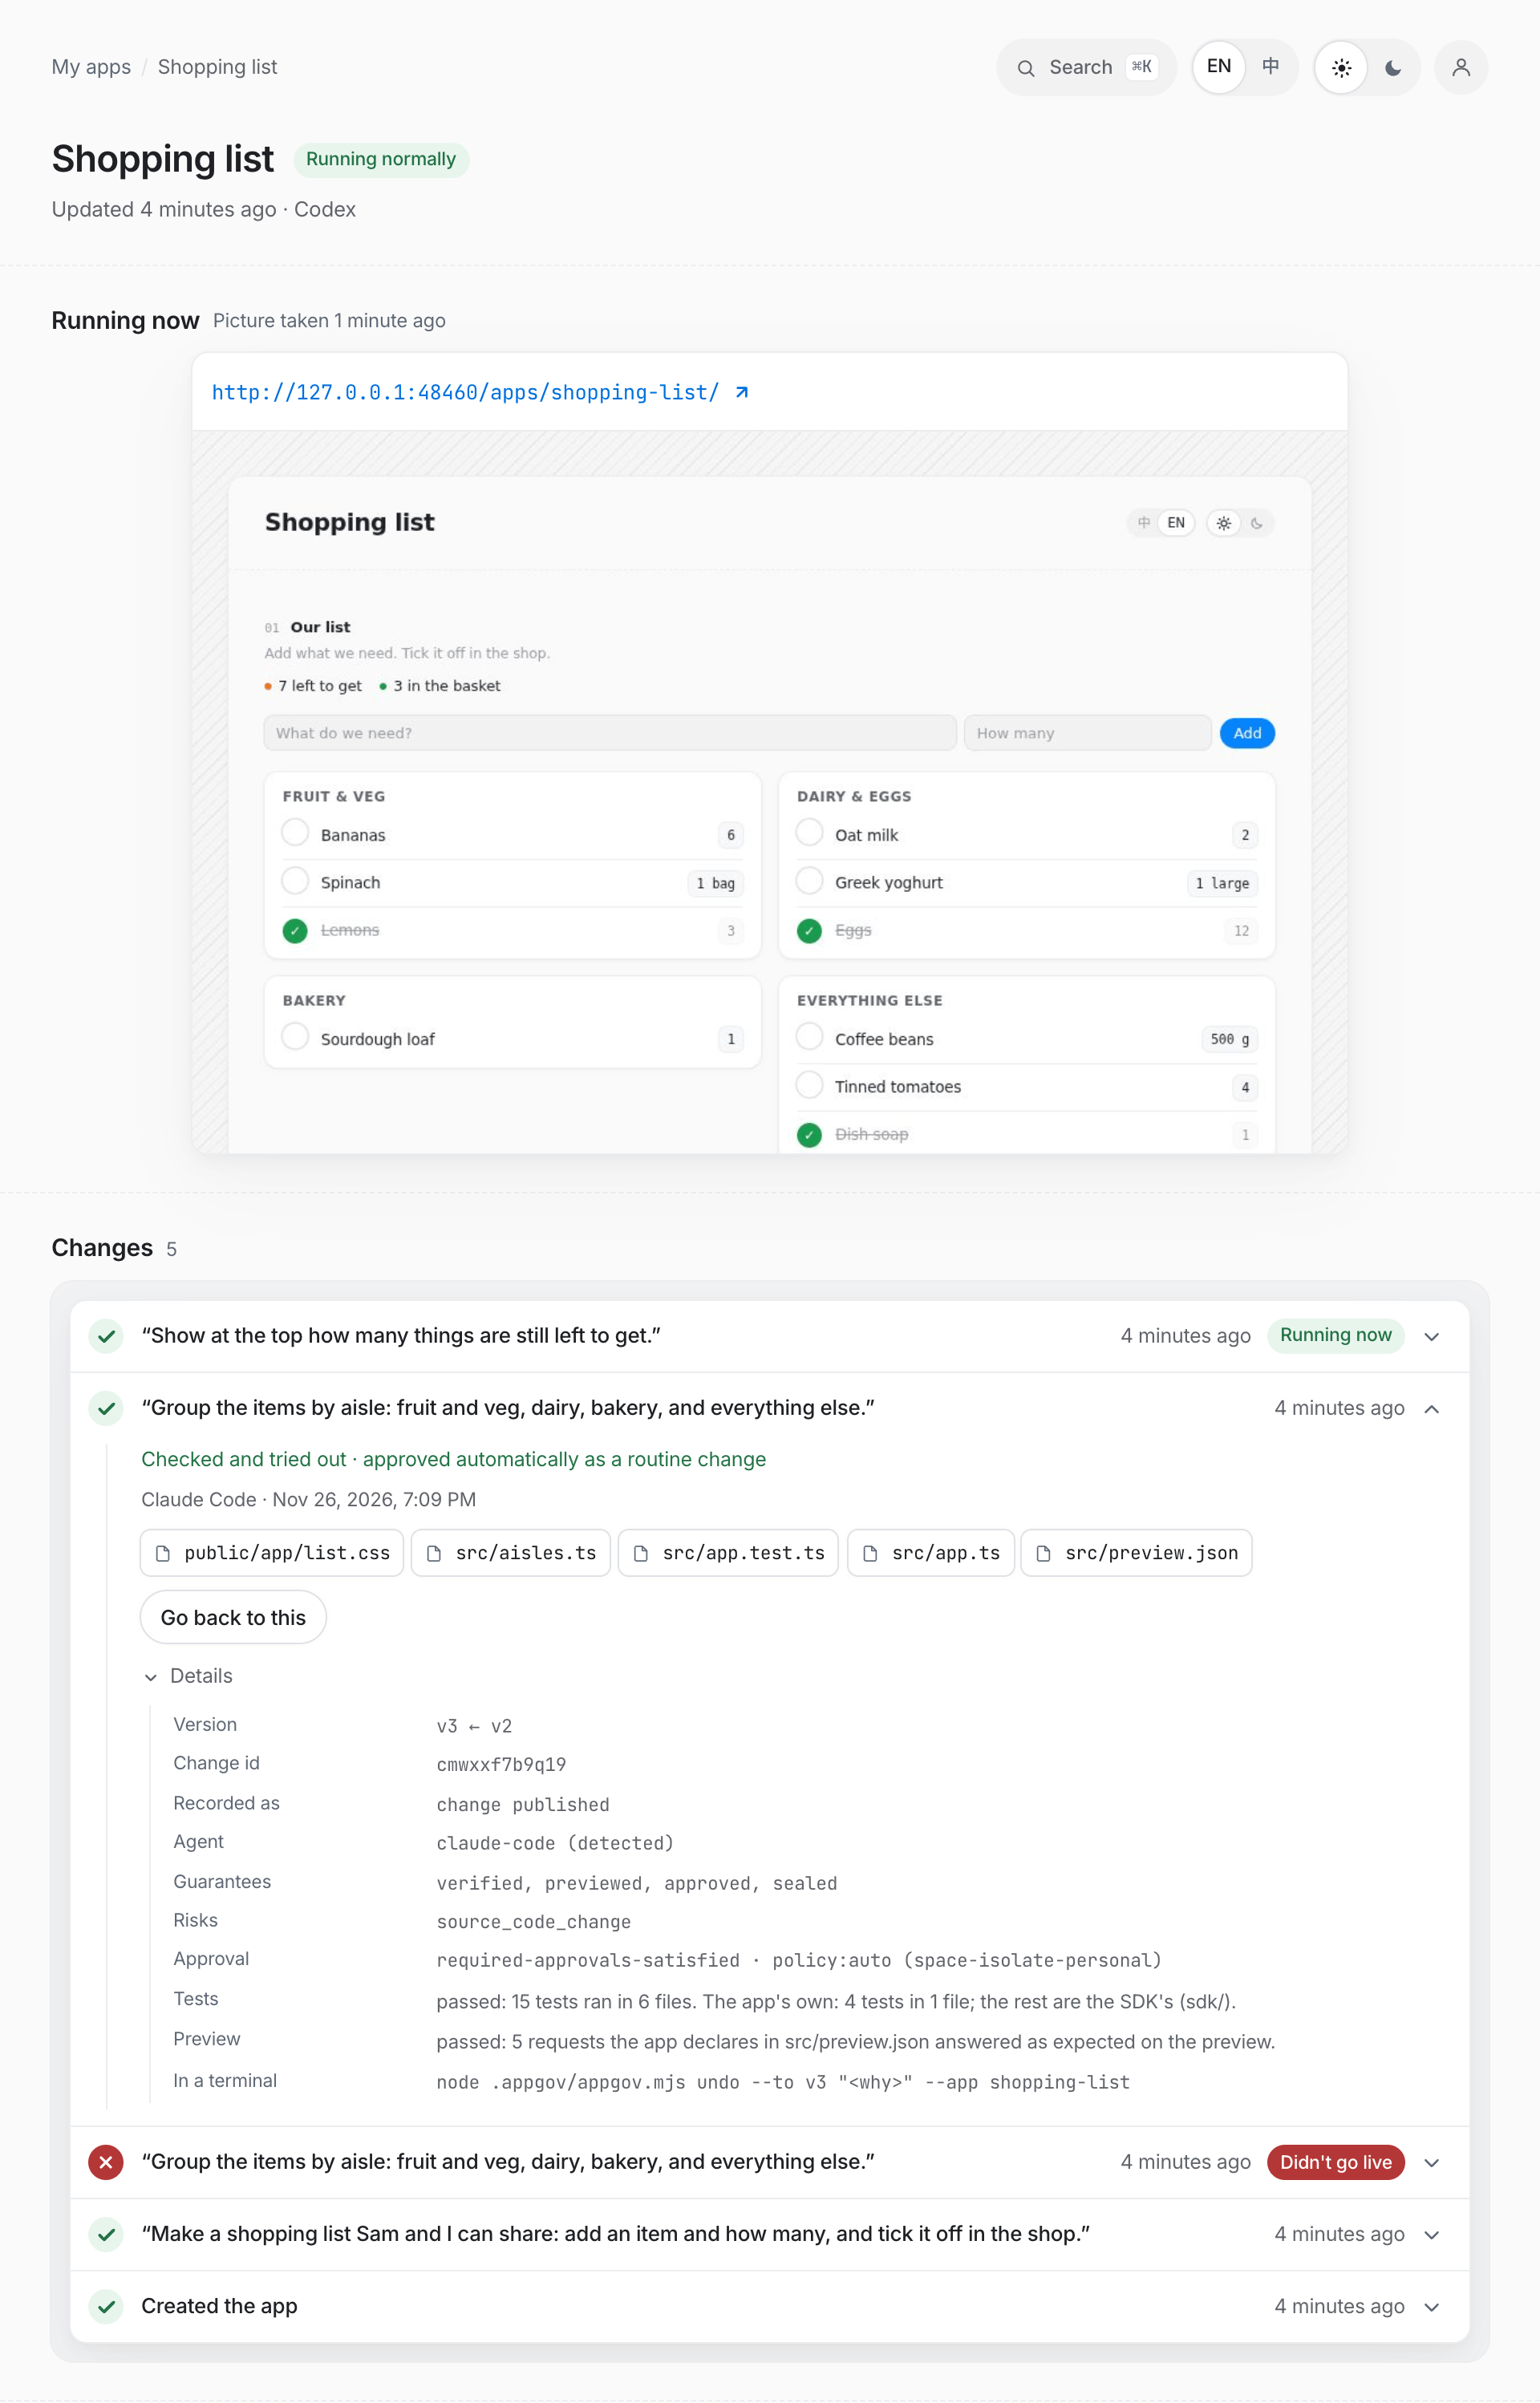 My apps / Shopping list
Search ⌘K EN 中
Shopping list Running normally
Updated 4 minutes ago · Codex
Running now Picture taken 1 minute ago
http://127.0.0.1:48460/apps/shopping-list/
Shopping list 中 EN
01 Our list
Add what we need. Tick it off in the shop.
7 left to get 3 in the basket
What do we need? How many Add
FRUIT & VEG
Bananas 6
Spinach 1 bag
Lemons 3
DAIRY & EGGS
Oat milk 2
Greek yoghurt 1 large
Eggs 12
BAKERY
Sourdough loaf 1
EVERYTHING ELSE
Coffee beans 500 g
Tinned tomatoes 4
Dish soap 1
Changes 5
“Show at the top how many things are still left to get.” 4 minutes ago Running now
“Group the items by aisle: fruit and veg, dairy, bakery, and everything else.” 4 minutes ago
Checked and tried out · approved automatically as a routine change
Claude Code · Nov 26, 2026, 7:09 PM
public/app/list.css src/aisles.ts src/app.test.ts src/app.ts src/preview.json
Go back to this
Details
Version v3 ← v2
Change id cmwxxf7b9q19
Recorded as change published
Agent claude-code (detected)
Guarantees verified, previewed, approved, sealed
Risks source_code_change
Approval required-approvals-satisfied · policy:auto (space-isolate-personal)
Tests passed: 15 tests ran in 6 files. The app's own: 4 tests in 1 file; the rest are the SDK's (sdk/).
Preview passed: 5 requests the app declares in src/preview.json answered as expected on the preview.
In a terminal node .appgov/appgov.mjs undo --to v3 "<why>" --app shopping-list
“Group the items by aisle: fruit and veg, dairy, bakery, and everything else.” 4 minutes ago Didn't go live
“Make a shopping list Sam and I can share: add an item and how many, and tick it off in the shop.” 4 minutes ago
Created the app 4 minutes ago